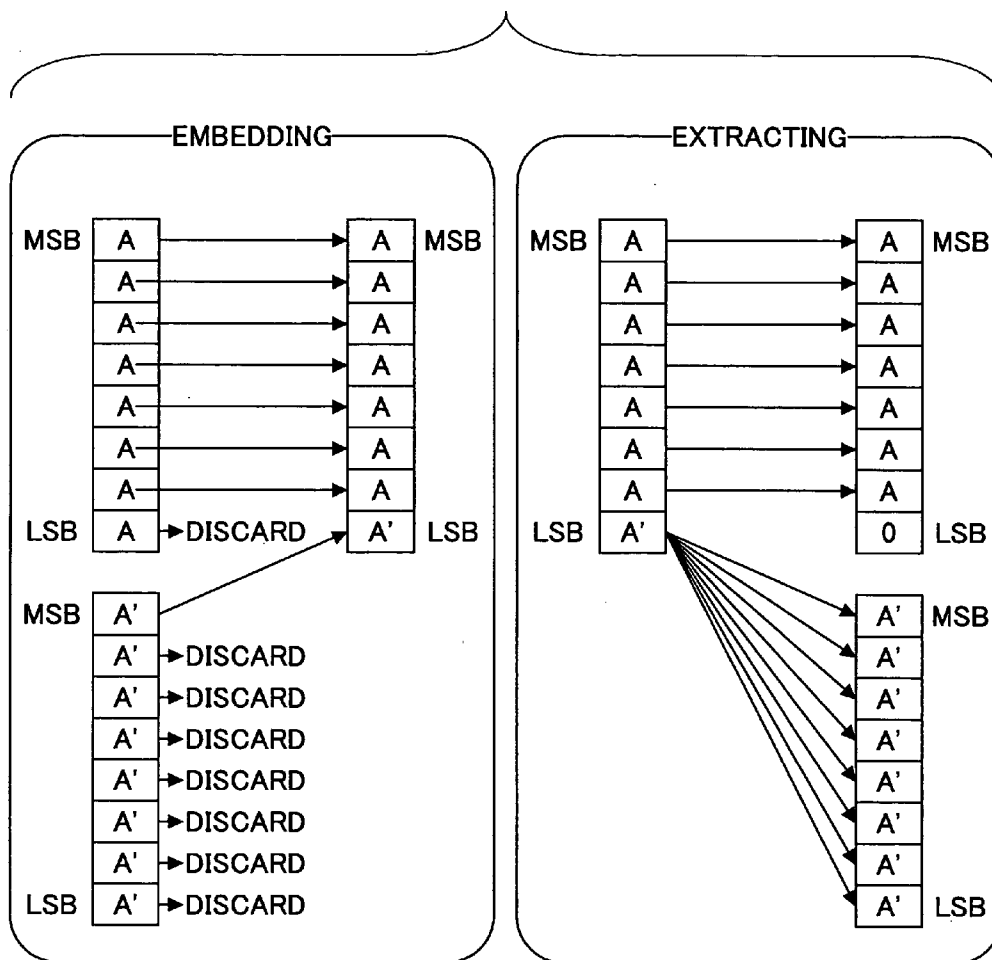 EMBEDDING
MSB A A MSB
A A
A A
A A
A A
A A
A A
LSB A DISCARD A' LSB
MSB A'
A' DISCARD
A' DISCARD
A' DISCARD
A' DISCARD
A' DISCARD
A' DISCARD
LSB A' DISCARD
EXTRACTING
MSB A A MSB
A A
A A
A A
A A
A A
A A
LSB A' 0 LSB
A' MSB
A'
A'
A'
A'
A'
A'
A' LSB